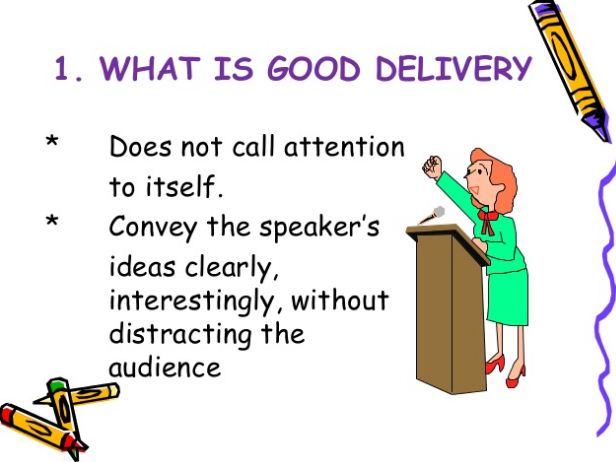 1. WHAT IS GOOD DELIVERY
* Does not call attention
to itself.
* Convey the speaker's
ideas clearly,
interestingly, without
distracting the
audience